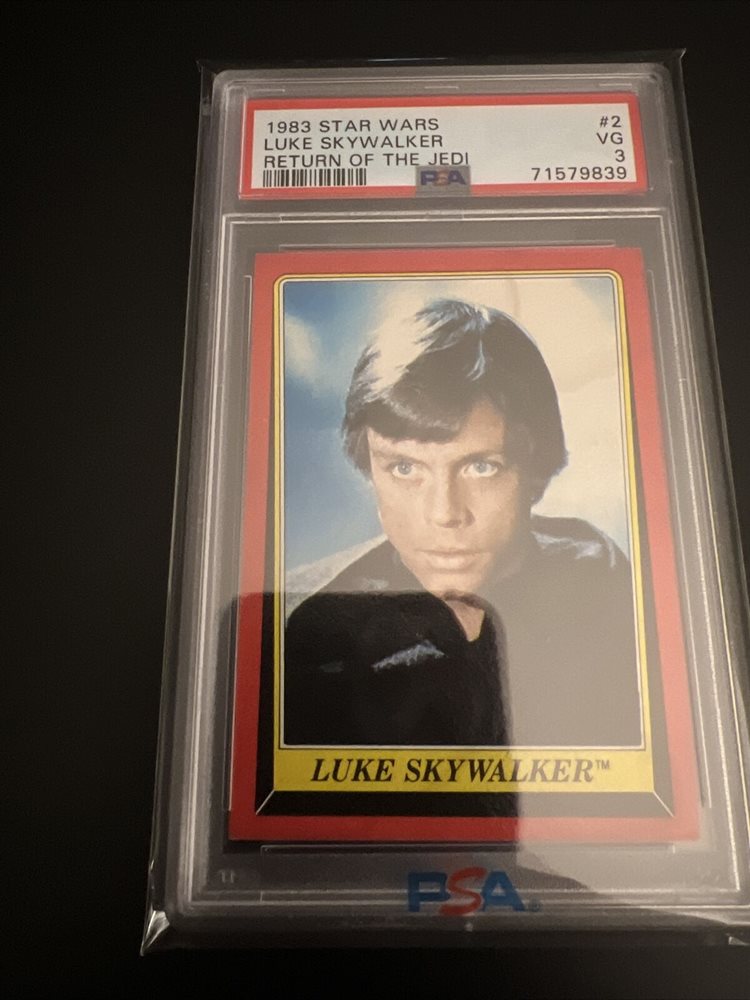 1983 STAR WARS #2
LUKE SKYWALKER VG
RETURN OF THE JEDI 3
PSA 71579839
LUKE SKYWALKER™
PSA®